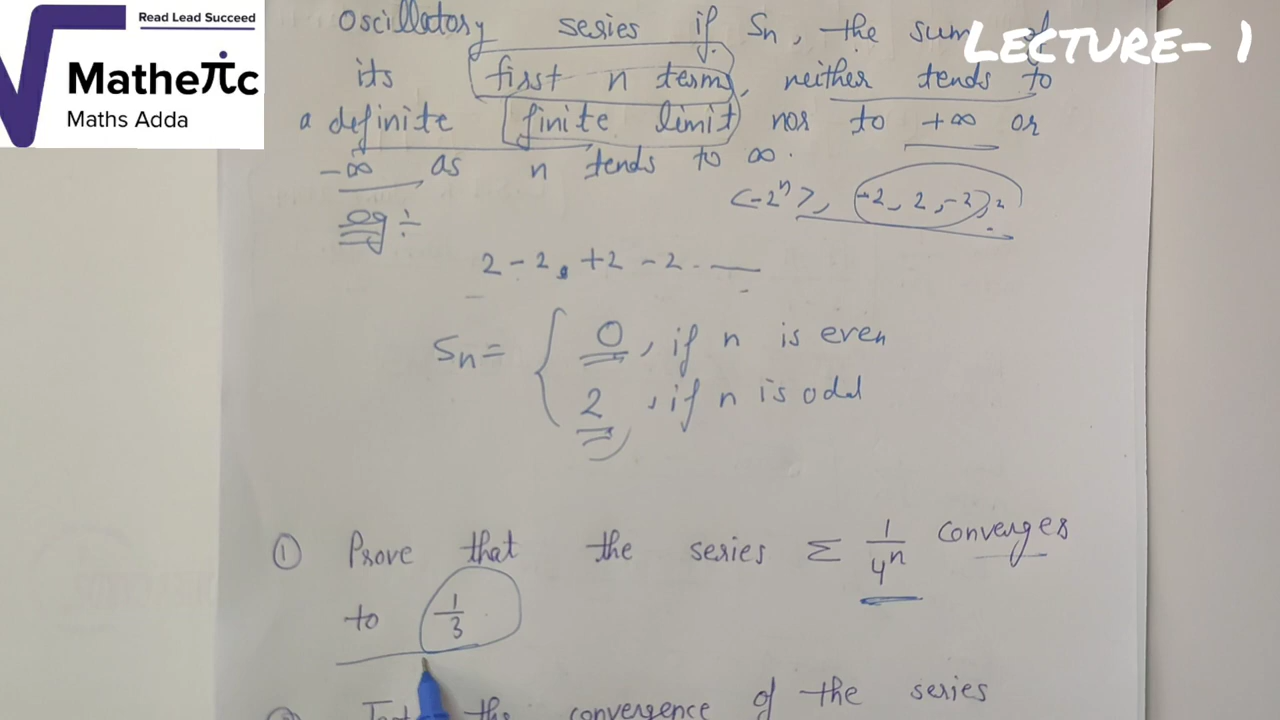 Read Lead Succeed
Matheπc
Maths Adda
LECTURE- 1
Oscillatory series if Sn, the sum of
its first n terms, neither tends to
a definite finite limit nor to +∞ or
-∞ as n tends to ∞.
<-2ⁿ>, -2, 2, -2, 2
eg ÷
2 - 2 +2 - 2 . —
Sn = { 0, if n is even
2, if n is odd
① Prove that the series Σ 1/4ⁿ converges
to 1/3
② the convergence of the series